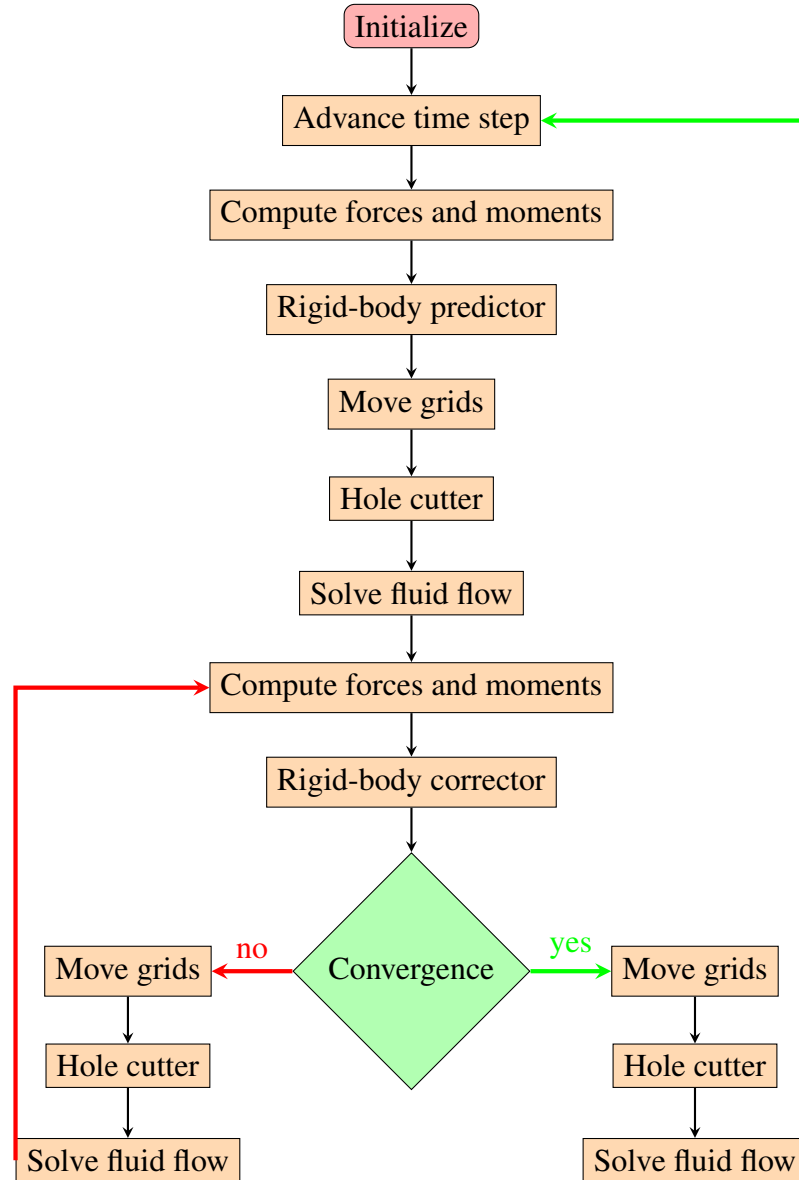 Initialize
Advance time step
Compute forces and moments
Rigid-body predictor
Move grids
Hole cutter
Solve fluid flow
Compute forces and moments
Rigid-body corrector
no
yes
Move grids
Convergence
Move grids
Hole cutter
Hole cutter
Solve fluid flow
Solve fluid flow